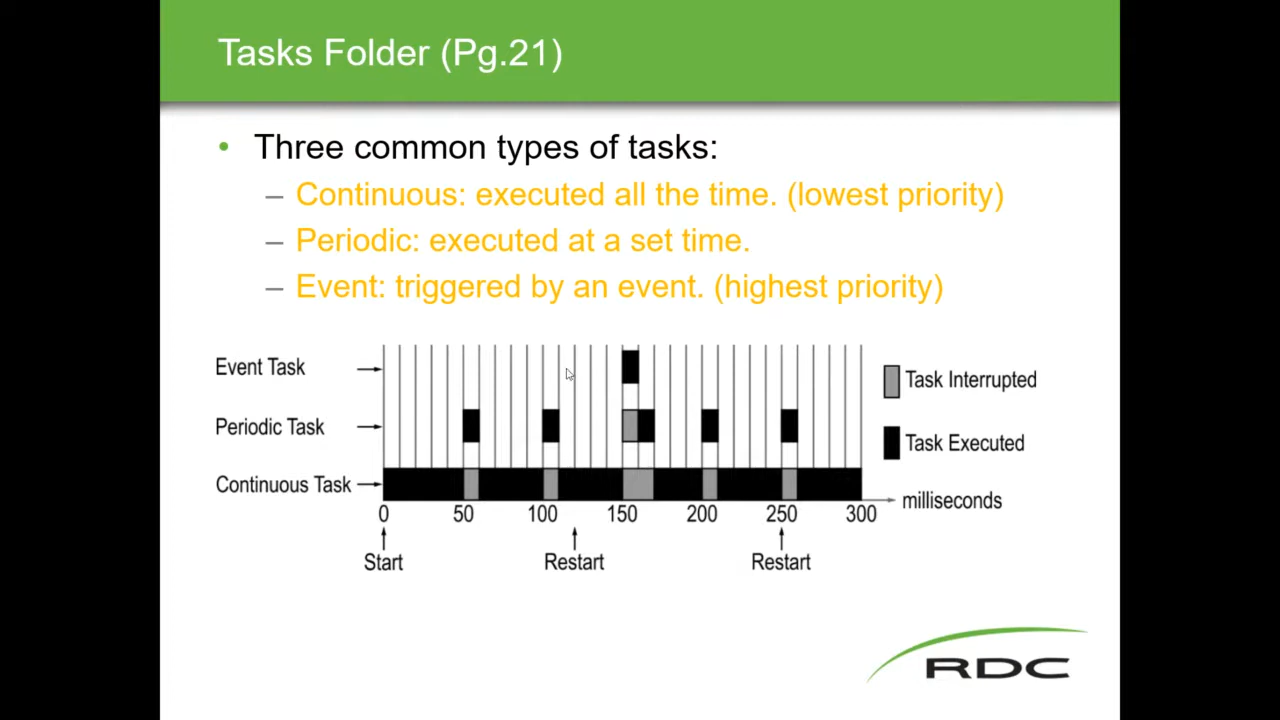 Tasks Folder (Pg.21)
• Three common types of tasks:
– Continuous: executed all the time. (lowest priority)
– Periodic: executed at a set time.
– Event: triggered by an event. (highest priority)
Event Task
Task Interrupted
Periodic Task
Task Executed
Continuous Task
milliseconds
0 50 100 150 200 250 300
Start Restart Restart
RDC